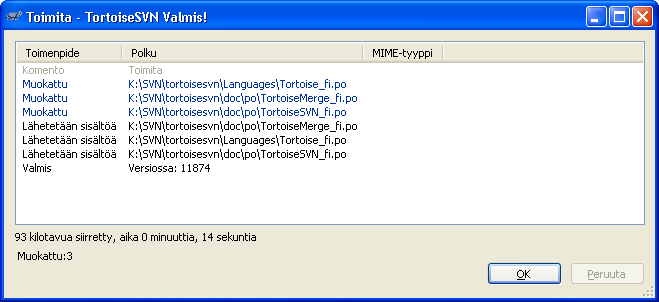 Toimita - TortoiseSVN Valmis!
Toimenpide Polku MIME-tyyppi
Komento Toimita
Muokattu K:\SVN\tortoisesvn\Languages\Tortoise_fi.po
Muokattu K:\SVN\tortoisesvn\doc\po\TortoiseMerge_fi.po
Muokattu K:\SVN\tortoisesvn\doc\po\TortoiseSVN_fi.po
Lähetetään sisältöä K:\SVN\tortoisesvn\doc\po\TortoiseMerge_fi.po
Lähetetään sisältöä K:\SVN\tortoisesvn\Languages\Tortoise_fi.po
Lähetetään sisältöä K:\SVN\tortoisesvn\doc\po\TortoiseSVN_fi.po
Valmis Versiossa: 11874
93 kilotavua siirretty, aika 0 minuuttia, 14 sekuntia
Muokattu:3
OK Peruuta